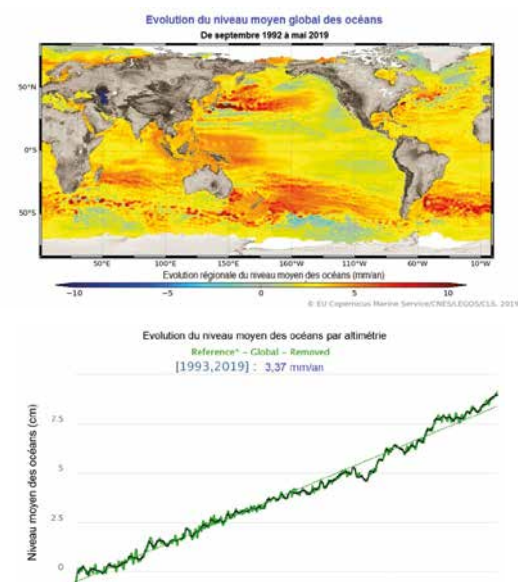 Evolution du niveau moyen global des océans
De septembre 1992 à mai 2019
50°N
0°S
50°S
50°E
100°E
150°E
160°W
110°W
60°W
10°W
Evolution régionale du niveau moyen des océans (mm/an)
−10
−5
0
5
10
© EU Copernicus Marine Service/CNES/LEGOS/CLS, 2019
Evolution du niveau moyen des océans par altimétrie
Reference* – Global – Removed
[1993,2019] : 3,37 mm/an
Niveau moyen des océans (cm)
7.5
5
2.5
0